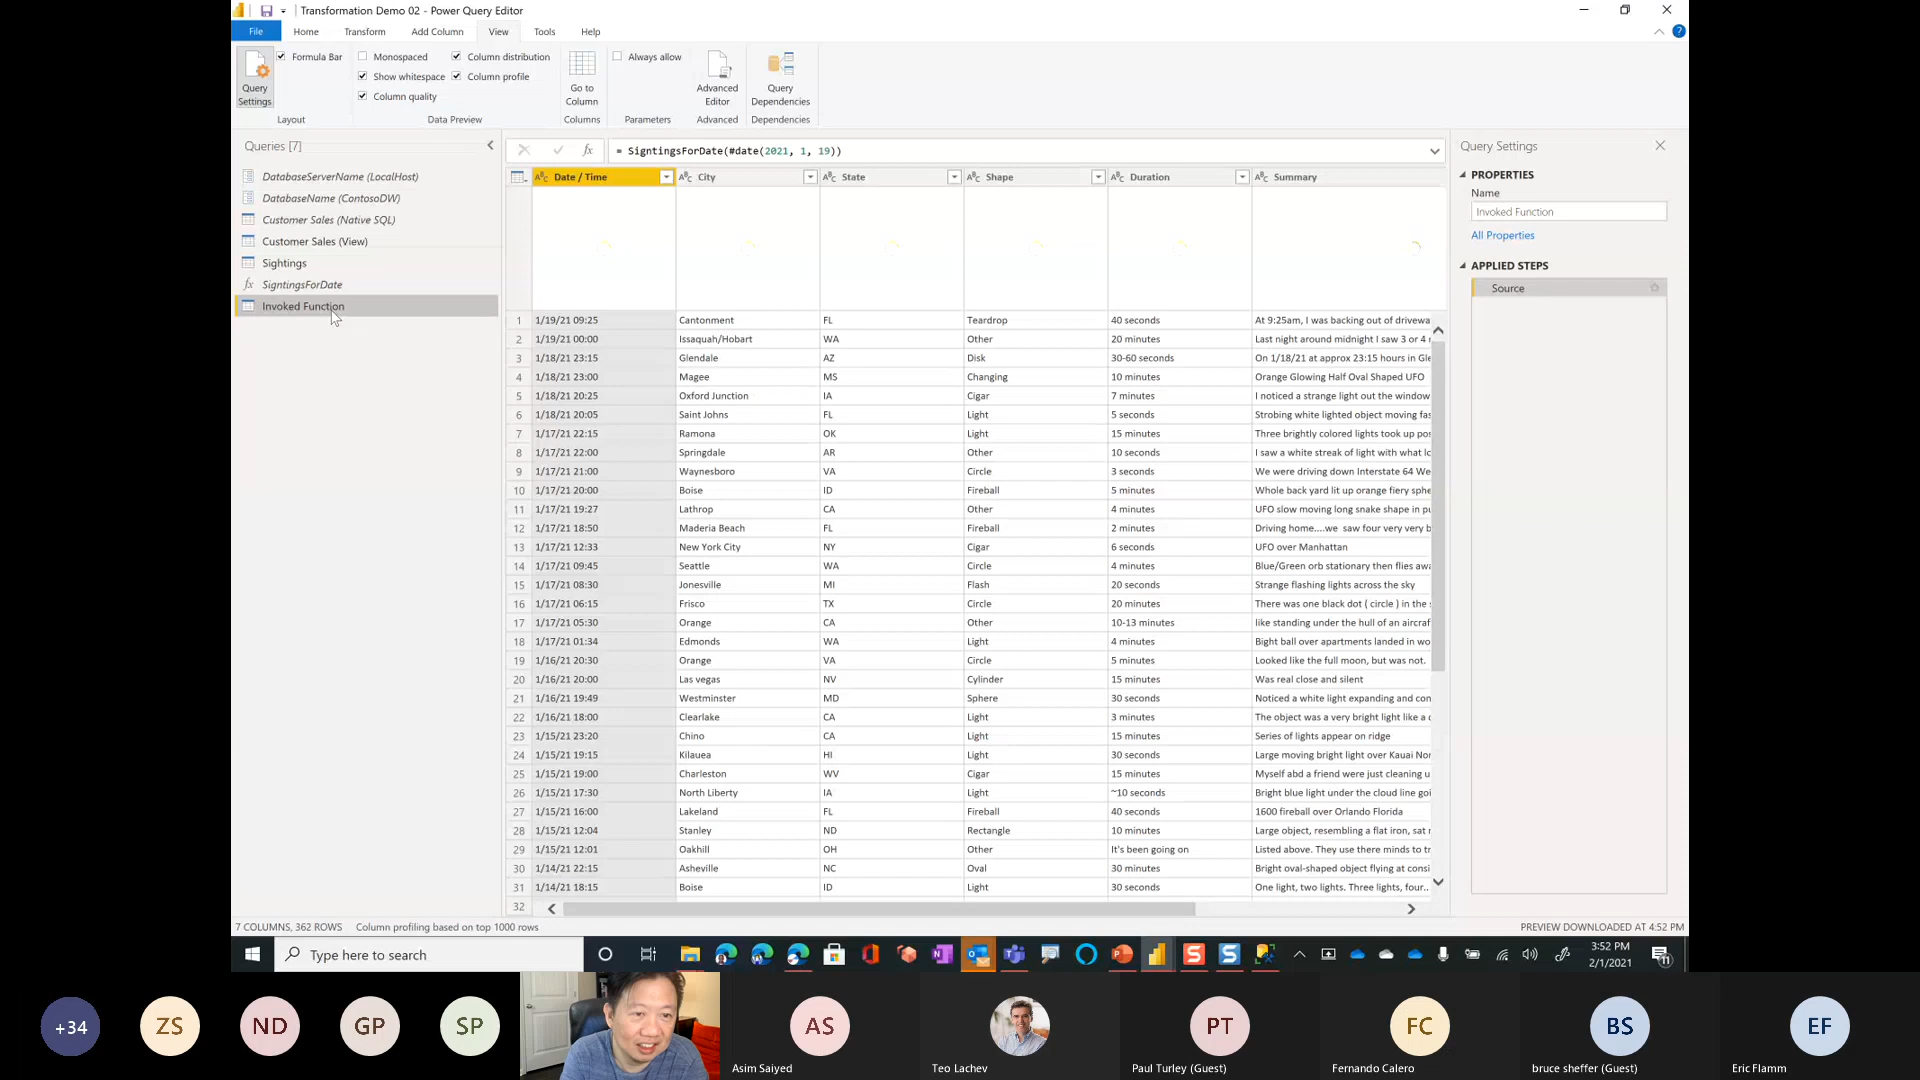 Transformation Demo 02 - Power Query Editor
File Home Transform Add Column View Tools Help
Query Settings
Formula Bar
Layout
Monospaced
Show whitespace
Column quality
Column distribution
Column profile
Data Preview
Go to Column
Columns
Always allow
Parameters
Advanced Editor
Advanced
Query Dependencies
Dependencies
Queries [7]
DatabaseServerName (LocalHost)
DatabaseName (ContosoDW)
Customer Sales (Native SQL)
Customer Sales (View)
Sightings
fx SigntingsForDate
Invoked Function
fx = SigntingsForDate(#date(2021, 1, 19))
Date / Time City State Shape Duration Summary
1 1/19/21 09:25 Cantonment FL Teardrop 40 seconds At 9:25am, I was backing out of drivewa
2 1/19/21 00:00 Issaquah/Hobart WA Other 20 minutes Last night around midnight I saw 3 or 4
3 1/18/21 23:15 Glendale AZ Disk 30-60 seconds On 1/18/21 at approx 23:15 hours in Gle
4 1/18/21 23:00 Magee MS Changing 10 minutes Orange Glowing Half Oval Shaped UFO
5 1/18/21 20:25 Oxford Junction IA Cigar 7 minutes I noticed a strange light out the window
6 1/18/21 20:05 Saint Johns FL Light 5 seconds Strobing white lighted object moving fas
7 1/17/21 22:15 Ramona OK Light 15 minutes Three brightly colored lights took up pos
8 1/17/21 22:00 Springdale AR Other 10 seconds I saw a white streak of light with what lo
9 1/17/21 21:00 Waynesboro VA Circle 3 seconds We were driving down Interstate 64 We
10 1/17/21 20:00 Boise ID Fireball 5 minutes Whole back yard lit up orange fiery sphe
11 1/17/21 19:27 Lathrop CA Other 4 minutes UFO slow moving long snake shape in pu
12 1/17/21 18:50 Maderia Beach FL Fireball 2 minutes Driving home....we saw four very very b
13 1/17/21 12:33 New York City NY Cigar 6 seconds UFO over Manhattan
14 1/17/21 09:45 Seattle WA Circle 4 minutes Blue/Green orb stationary then flies awa
15 1/17/21 08:30 Jonesville MI Flash 20 seconds Strange flashing lights across the sky
16 1/17/21 06:15 Frisco TX Circle 20 minutes There was one black dot ( circle ) in the s
17 1/17/21 05:30 Orange CA Other 10-13 minutes like standing under the hull of an aircraf
18 1/17/21 01:34 Edmonds WA Light 4 minutes Bight ball over apartments landed in wo
19 1/16/21 20:30 Orange VA Circle 5 minutes Looked like the full moon, but was not.
20 1/16/21 20:00 Las vegas NV Cylinder 15 minutes Was real close and silent
21 1/16/21 19:49 Westminster MD Sphere 30 seconds Noticed a white light expanding and con
22 1/16/21 18:00 Clearlake CA Light 3 minutes The object was a very bright light like a
23 1/15/21 23:20 Chino CA Light 15 minutes Series of lights appear on ridge
24 1/15/21 19:15 Kilauea HI Light 30 seconds Large moving bright light over Kauai Nor
25 1/15/21 19:00 Charleston WV Cigar 15 minutes Myself abd a friend were just cleaning u
26 1/15/21 17:30 North Liberty IA Light ~10 seconds Bright blue light under the cloud line goi
27 1/15/21 16:00 Lakeland FL Fireball 40 seconds 1600 fireball over Orlando Florida
28 1/15/21 12:04 Stanley ND Rectangle 10 minutes Large object, resembling a flat iron, sat
29 1/15/21 12:01 Oakhill OH Other It's been going on Listed above. They use there minds to tr
30 1/14/21 22:15 Asheville NC Oval 30 minutes Bright oval-shaped object flying at consi
31 1/14/21 18:15 Boise ID Light 30 seconds One light, two lights. Three lights, four..
32
Query Settings
PROPERTIES
Name
Invoked Function
All Properties
APPLIED STEPS
Source
7 COLUMNS, 362 ROWS Column profiling based on top 1000 rows
PREVIEW DOWNLOADED AT 4:52 PM
Type here to search
3:52 PM
2/1/2021
11
+34 ZS ND GP SP AS PT FC BS EF
Asim Saiyed Teo Lachev Paul Turley (Guest) Fernando Calero bruce sheffer (Guest) Eric Flamm